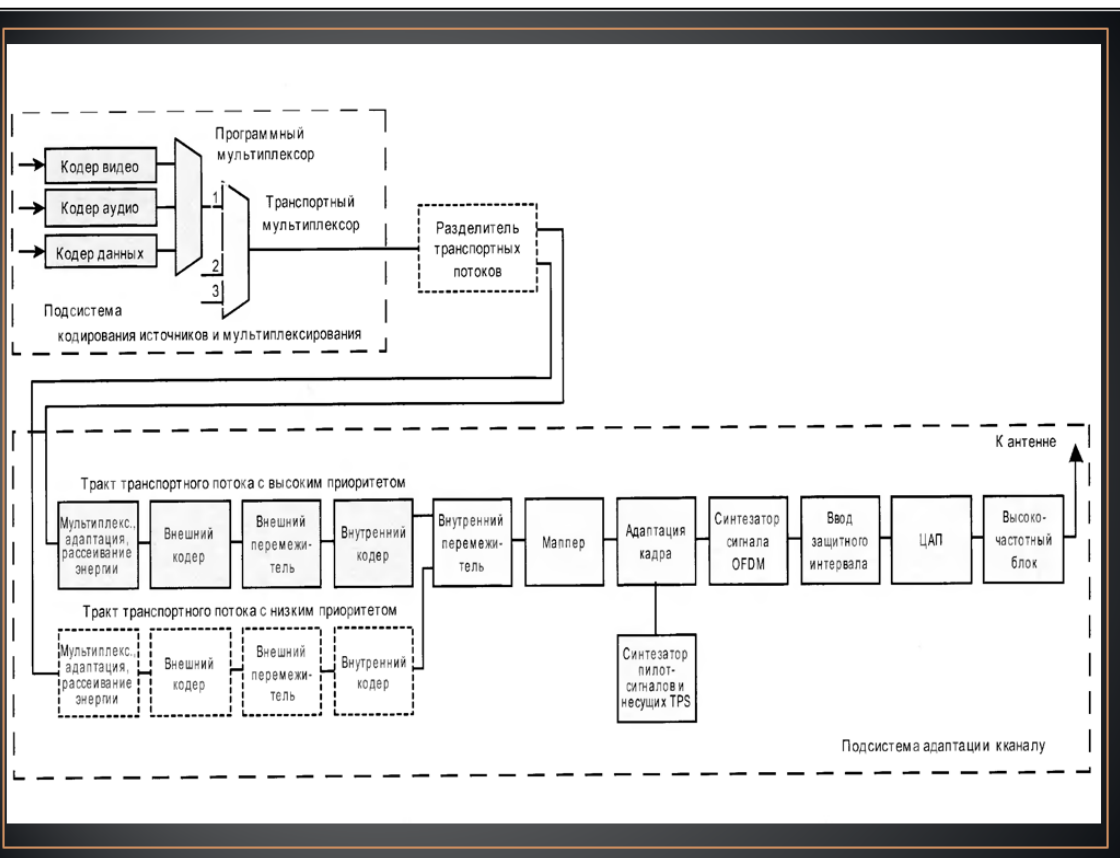 Программный
мультиплексор
Кодер видео
Кодер аудио
Кодер данных
1
2
3
Транспортный
мультиплексор
Подсистема
кодирования источников и мультиплексирования
Разделитель
транспортных
потоков
К антенне
Тракт транспортного потока с высоким приоритетом
Мультиплекс.,
адаптация,
рассеивание
энергии
Внешний
кодер
Внешний
перемежи-
тель
Внутренний
кодер
Внутренний
перемежи-
тель
Маппер
Адаптация
кадра
Синтезатор
сигнала
OFDM
Ввод
защитного
интервала
ЦАП
Высоко-
частотный
блок
Тракт транспортного потока с низким приоритетом
Мультиплекс.,
адаптация,
рассеивание
энергии
Внешний
кодер
Внешний
перемежи-
тель
Внутренний
кодер
Синтезатор
пилот-
сигналов и
несущих TPS
Подсистема адаптации кканалу